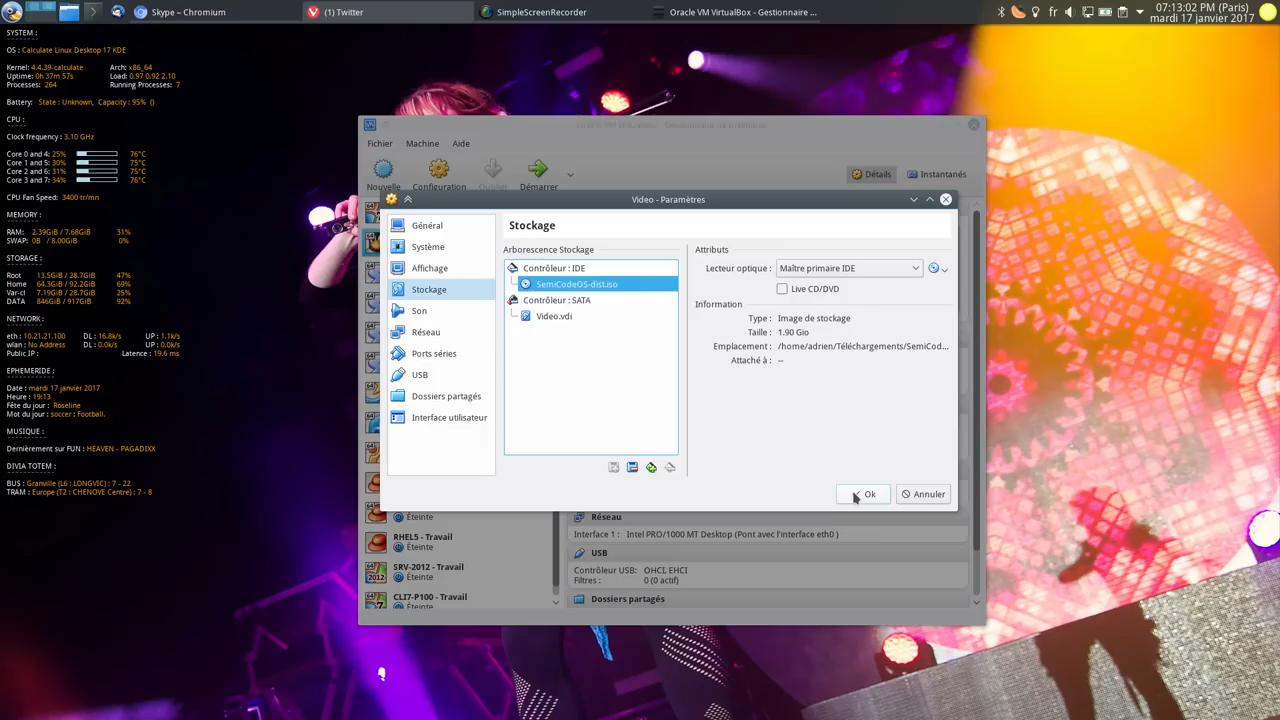 Skype – Chromium
(1) Twitter
SimpleScreenRecorder
Oracle VM VirtualBox - Gestionnaire ...
fr
07:13:02 PM (Paris)
mardi 17 janvier 2017
SYSTEM :
OS : Calculate Linux Desktop 17 KDE
Kernel: 4.4.39-calculate Arch: x86_64
Uptime: 0h 37m 57s Load: 0.97 0.92 2.10
Processes: 264 Running Processes: 7
Battery: State : Unknown, Capacity : 95% ()
CPU :
Clock frequency : 3.10 GHz
Core 0 and 4: 25% 76°C
Core 1 and 5: 30% 75°C
Core 2 and 6: 31% 75°C
Core 3 and 7: 34% 76°C
CPU Fan Speed: 3400 tr/mn
MEMORY :
RAM: 2.39GiB / 7.68GiB 31%
SWAP: 0B / 8.00GiB 0%
STORAGE :
Root 13.5GiB / 28.7GiB 47%
Home 64.3GiB / 92.2GiB 69%
Var-cl 7.19GiB / 28.7GiB 25%
DATA 846GiB / 917GiB 92%
NETWORK :
eth : 10.21.21.100 DL : 16.8k/s UP : 1.1k/s
wlan : No Address DL : 0.0k/s UP : 0.0k/s
Public IP : Latence : 19.6 ms
EPHEMERIDE :
Date : mardi 17 janvier 2017
Heure : 19:13
Fête du jour : Roseline
Mot du jour : soccer : Football.
MUSIQUE :
Dernièrement sur FUN : HEAVEN - PAGADIXX
DIVIA TOTEM :
BUS : Granville (L6 : LONGVIC) : 7 - 22
TRAM : Europe (T2 : CHENOVE Centre) : 7 - 8
Fichier Machine Aide
Nouvelle Configuration Oublier Démarrer
Détails Instantanés
Video - Paramètres
Général
Système
Affichage
Stockage
Son
Réseau
Ports séries
USB
Dossiers partagés
Interface utilisateur
Stockage
Arborescence Stockage
Contrôleur : IDE
SemiCodeOS-dist.iso
Contrôleur : SATA
Video.vdi
Attributs
Lecteur optique : Maître primaire IDE
Live CD/DVD
Information
Type : Image de stockage
Taille : 1.90 Gio
Emplacement : /home/adrien/Téléchargements/SemiCod...
Attaché à : --
Ok Annuler
Éteinte
RHEL5 - Travail
Éteinte
SRV-2012 - Travail
Éteinte
CLI7-P100 - Travail
Éteinte
Réseau
Interface 1 : Intel PRO/1000 MT Desktop (Pont avec l'interface eth0 )
USB
Contrôleur USB: OHCI, EHCI
Filtres : 0 (0 actif)
Dossiers partagés